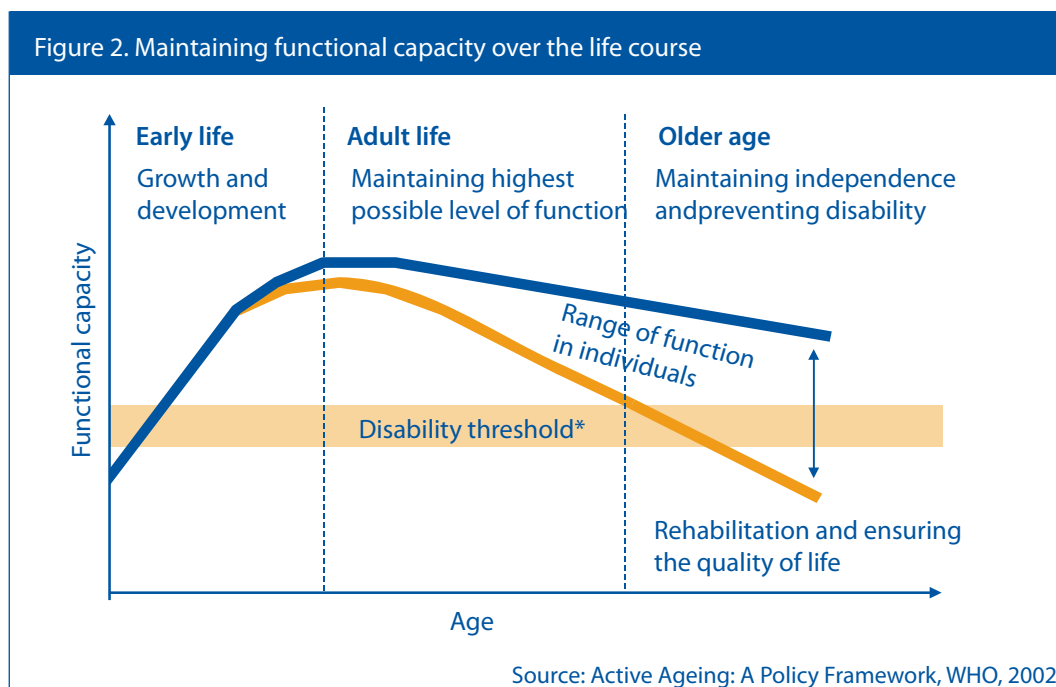 Figure 2. Maintaining functional capacity over the life course
Early life
Growth and
development
Adult life
Maintaining highest
possible level of function
Older age
Maintaining independence
andpreventing disability
Functional capacity
Range of function
in individuals
Disability threshold*
Rehabilitation and ensuring
the quality of life
Age
Source: Active Ageing: A Policy Framework, WHO, 2002